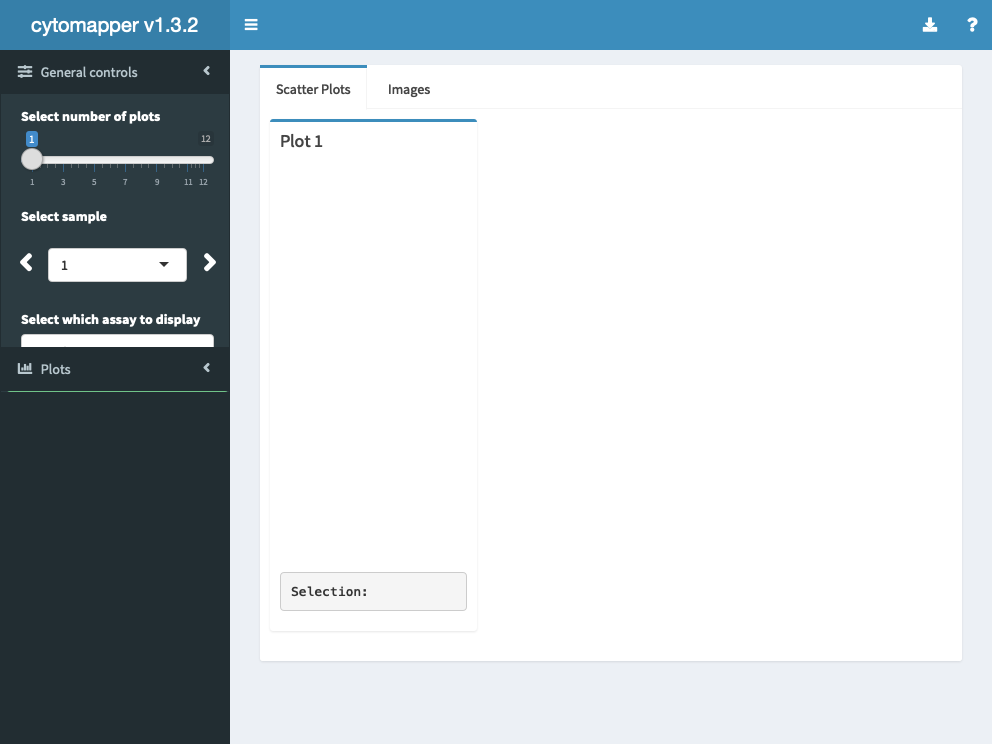 cytomapper v1.3.2
?
General controls
Select number of plots
1 12
1 3 5 7 9 11 12
Select sample
1
Select which assay to display
Plots
Scatter Plots Images
Plot 1
Selection: